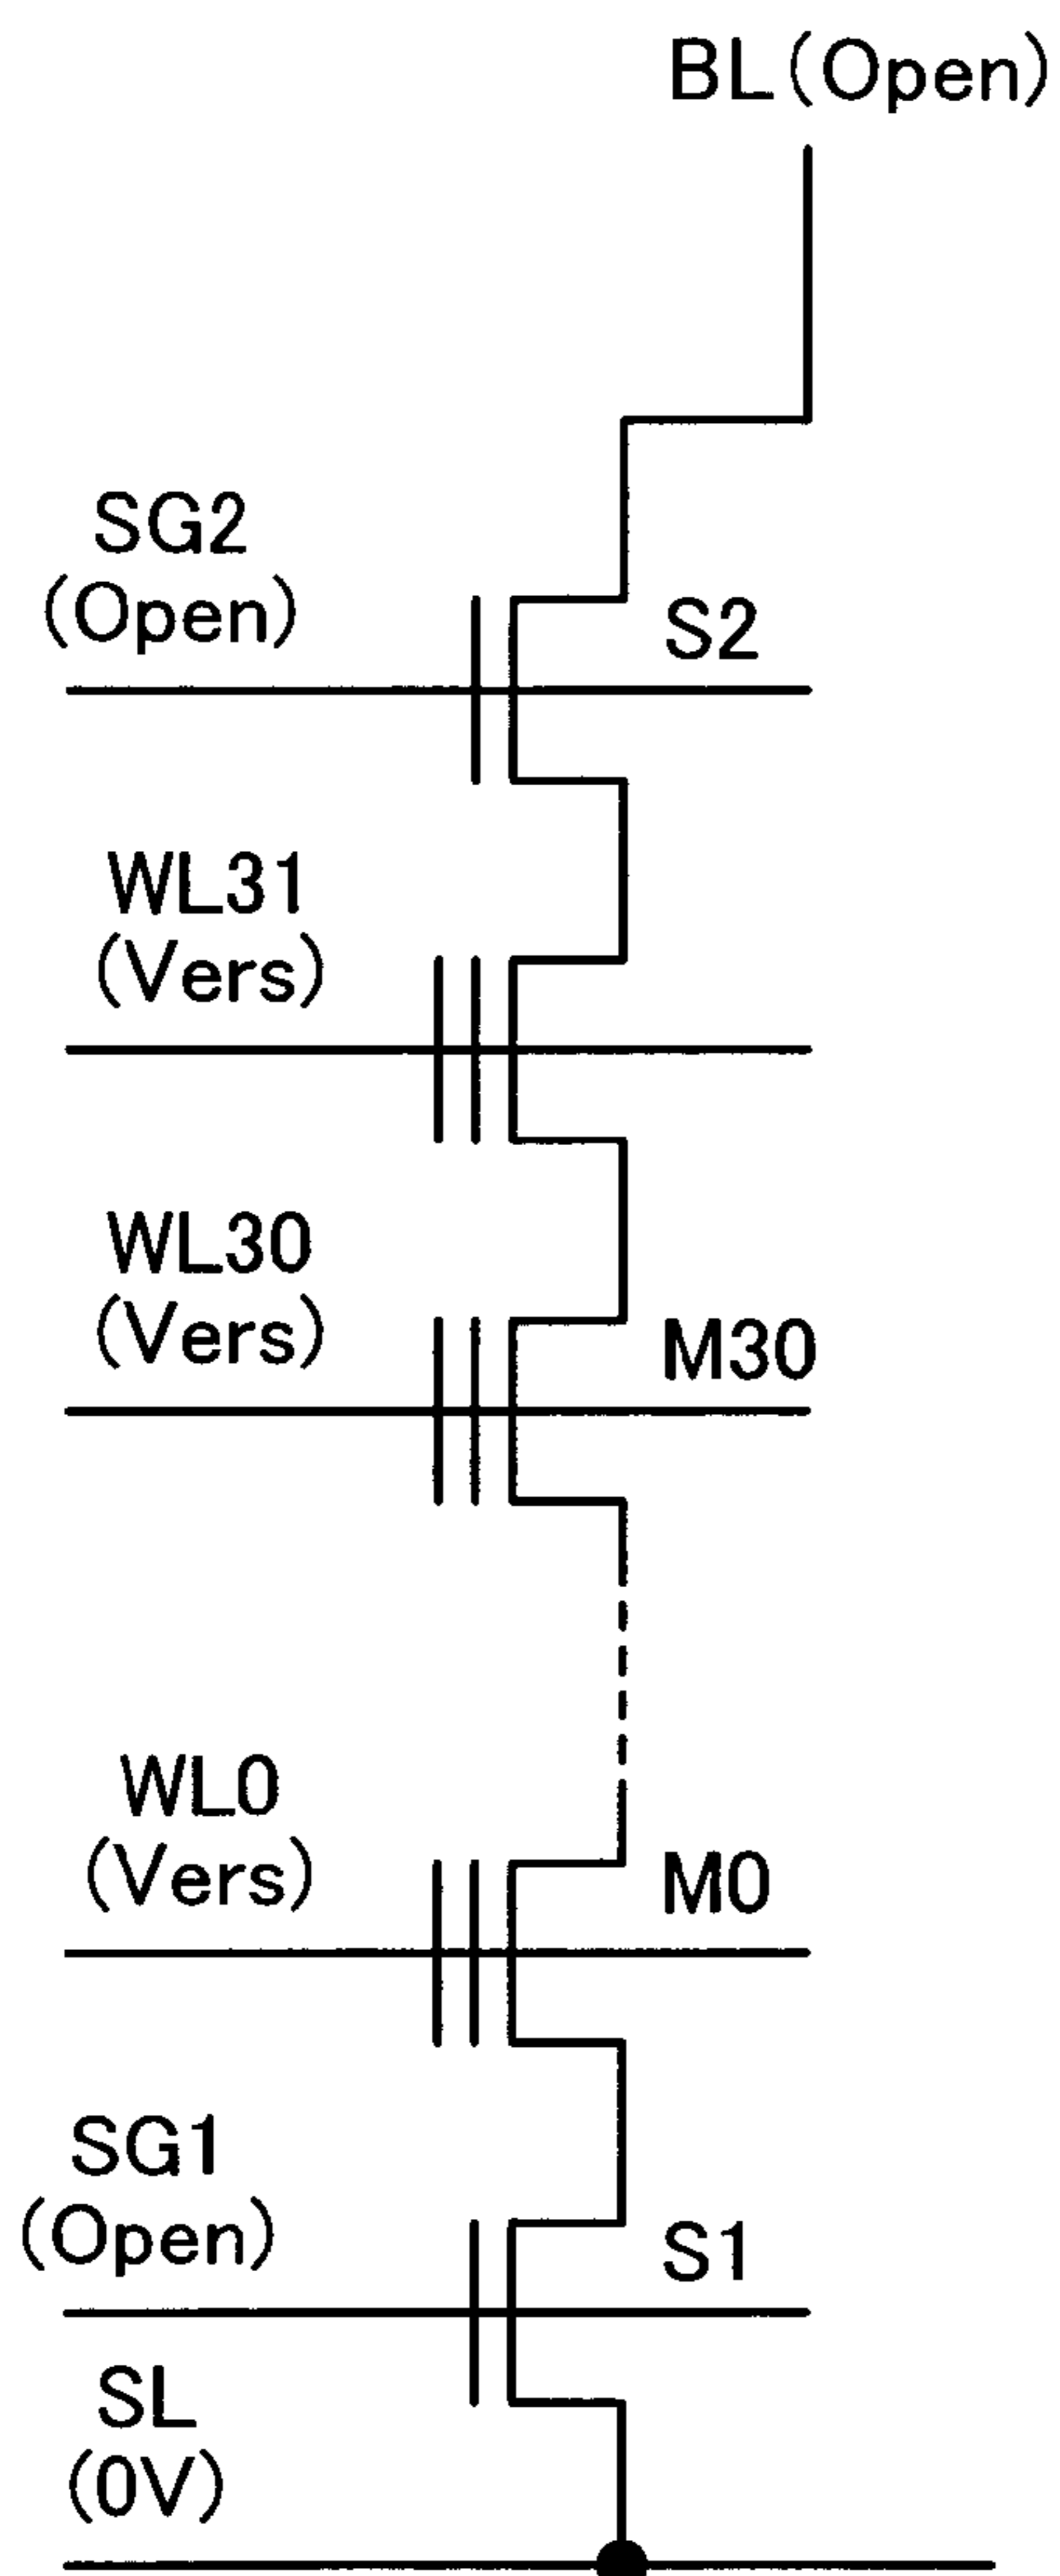 BL(Open)
SG2
(Open)
S2
WL31
(Vers)
WL30
(Vers)
M30
WL0
(Vers)
M0
SG1
(Open)
S1
SL
(0V)